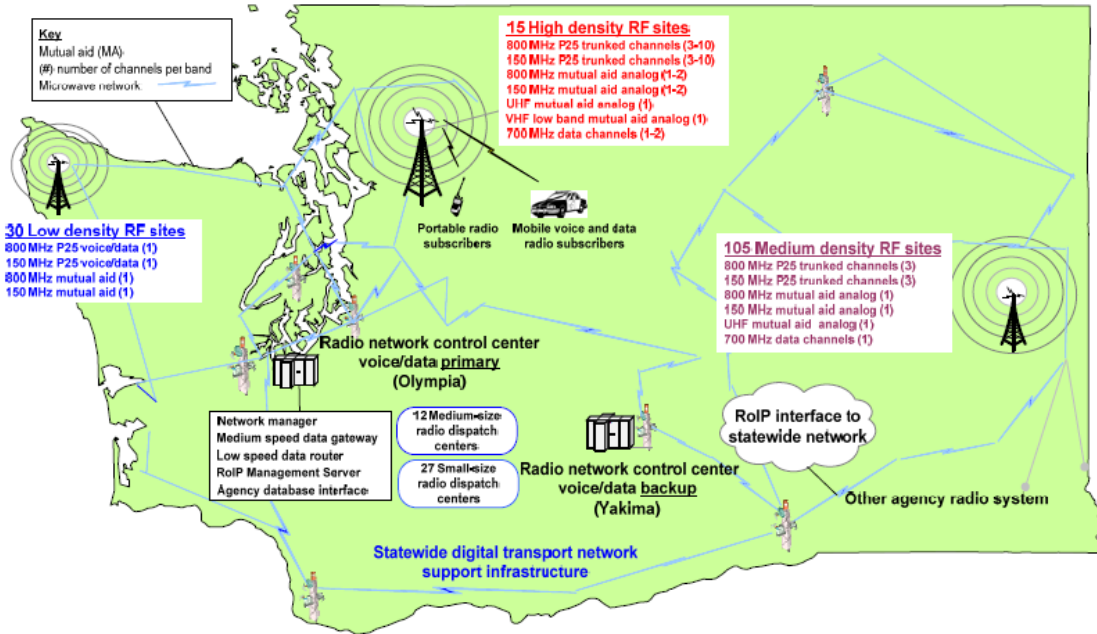 Key
Mutual aid (MA)
(#) number of channels per band
Microwave network
15 High density RF sites
800 MHz P25 trunked channels (3-10)
150 MHz P25 trunked channels (3-10)
800 MHz mutual aid analog (1-2)
150 MHz mutual aid analog (1-2)
UHF mutual aid analog (1)
VHF low band mutual aid analog (1)
700 MHz data channels (1-2)
Portable radio
subscribers
Mobile voice and data
radio subscribers
30 Low density RF sites
800 MHz P25 voice/data (1)
150 MHz P25 voice/data (1)
800 MHz mutual aid (1)
150 MHz mutual aid (1)
105 Medium density RF sites
800 MHz P25 trunked channels (3)
150 MHz P25 trunked channels (3)
800 MHz mutual aid analog (1)
150 MHz mutual aid analog (1)
UHF mutual aid analog (1)
700 MHz data channels (1)
Radio network control center
voice/data primary
(Olympia)
Network manager
Medium speed data gateway
Low speed data router
RoIP Management Server
Agency database interface
12 Medium-size
radio dispatch
centers
27 Small-size
radio dispatch
centers
Radio network control center
voice/data backup
(Yakima)
RoIP interface to
statewide network
Other agency radio system
Statewide digital transport network
support infrastructure